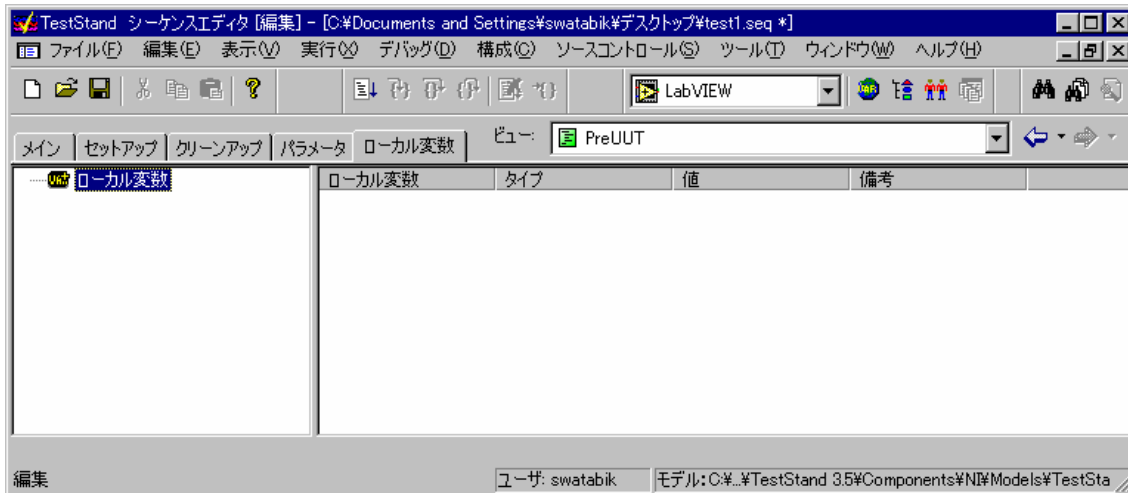 TestStand シーケンスエディタ [編集] - [C:¥Documents and Settings¥swatabik¥デスクトップ¥test1.seq *]
ファイル(F) 編集(E) 表示(V) 実行(X) デバッグ(D) 構成(C) ソースコントロール(S) ツール(T) ウィンドウ(W) ヘルプ(H)
LabVIEW
メイン セットアップ クリーンアップ パラメータ ローカル変数 ビュー: PreUUT
ローカル変数 ローカル変数 タイプ 値 備考
編集 ユーザ: swatabik モデル: C:¥...¥TestStand 3.5¥Components¥NI¥Models¥TestSta